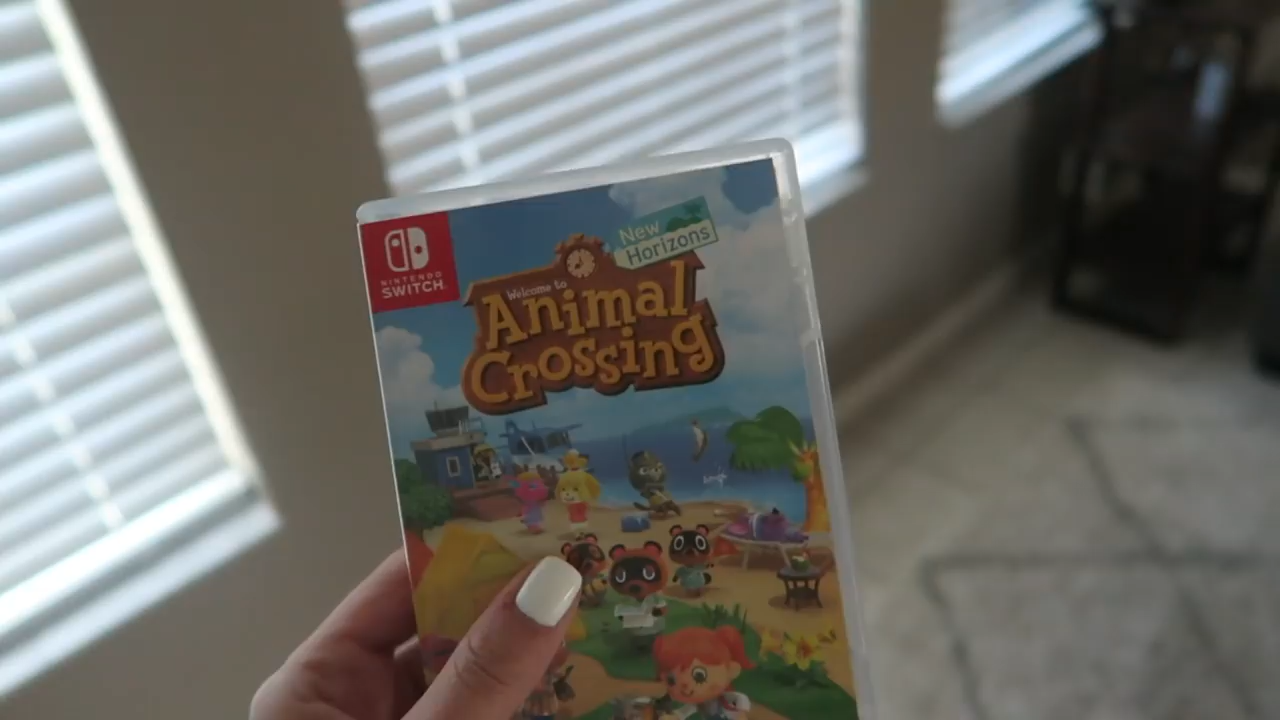 NINTENDO
SWITCH
New
Horizons
Welcome to
Animal
Crossing